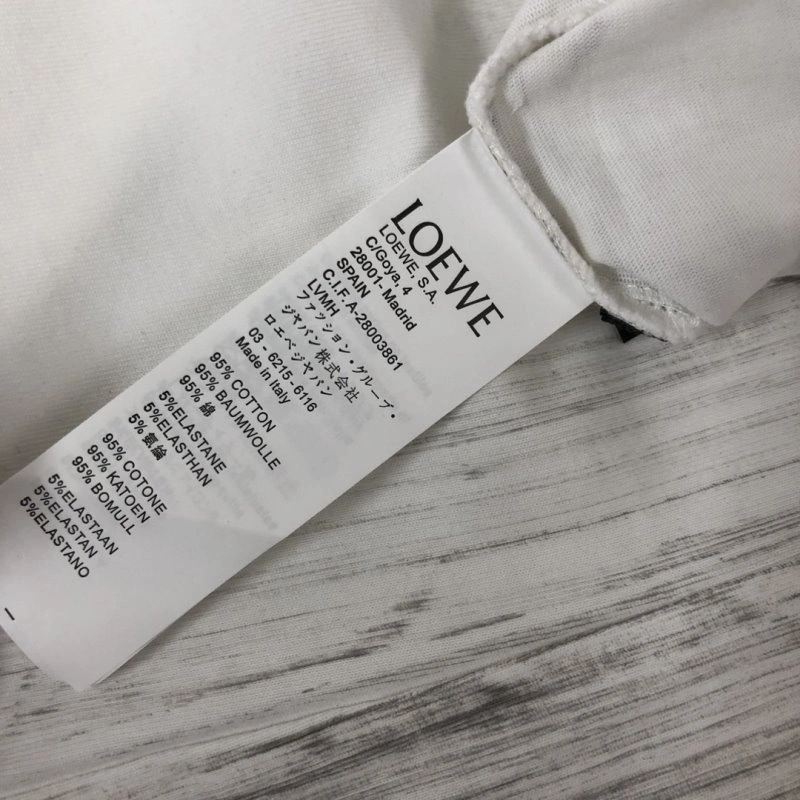 LOEWE
LOEWE, S.A.
C/Goya, 4
28001- Madrid
SPAIN
C.I.F.A-28003861
LVMH
ファッション・グループ・
ジャパン 株式会社
ロエベジャパン
03 - 6215-6116
Made in Italy
95% COTTON
95% BAUMWOLLE
95% 綿
5%ELASTANE
5%ELASTHAN
5% 氨綸
95% COTONE
95% KATOEN
95% BOMULL
5%ELASTAAN
5%ELASTAN
5%ELASTANO